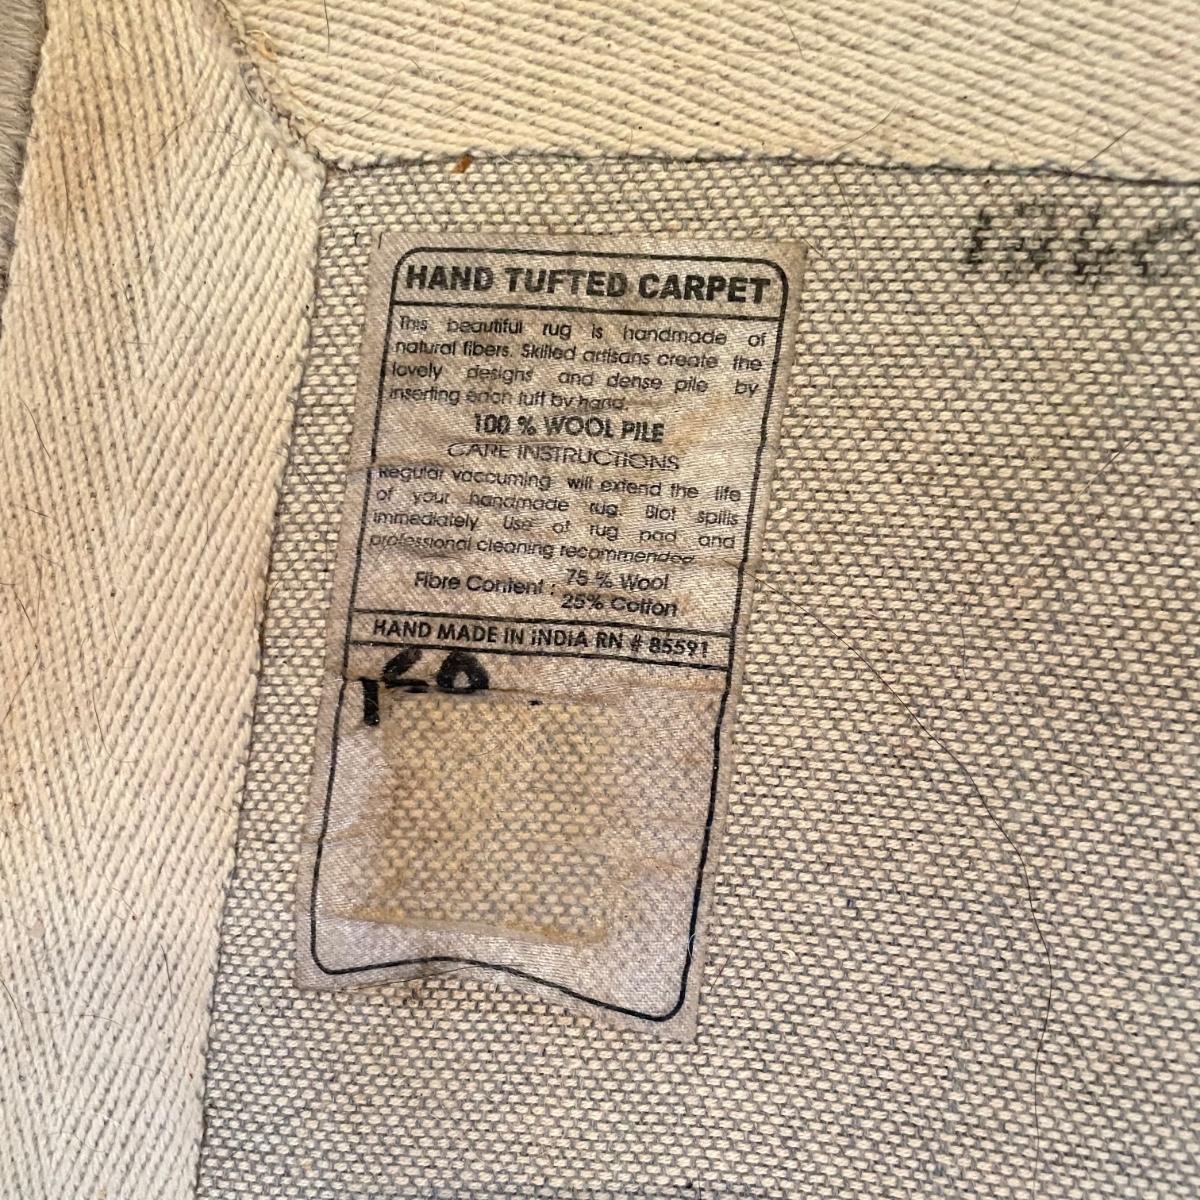 HAND TUFTED CARPET
This beautiful rug is handmade of
natural fibers. Skilled artisans create the
lovely designs and dense pile by
inserting each tuft by hand.
100 % WOOL PILE
CARE INSTRUCTIONS
Regular vaccuming will extend the life
of your handmade rug. Blot spills
immediately Use of rug pad and
professional cleaning recommended
Fibre Content : 75 % Wool
25% Cotton
HAND MADE IN INDIA RN # 85591